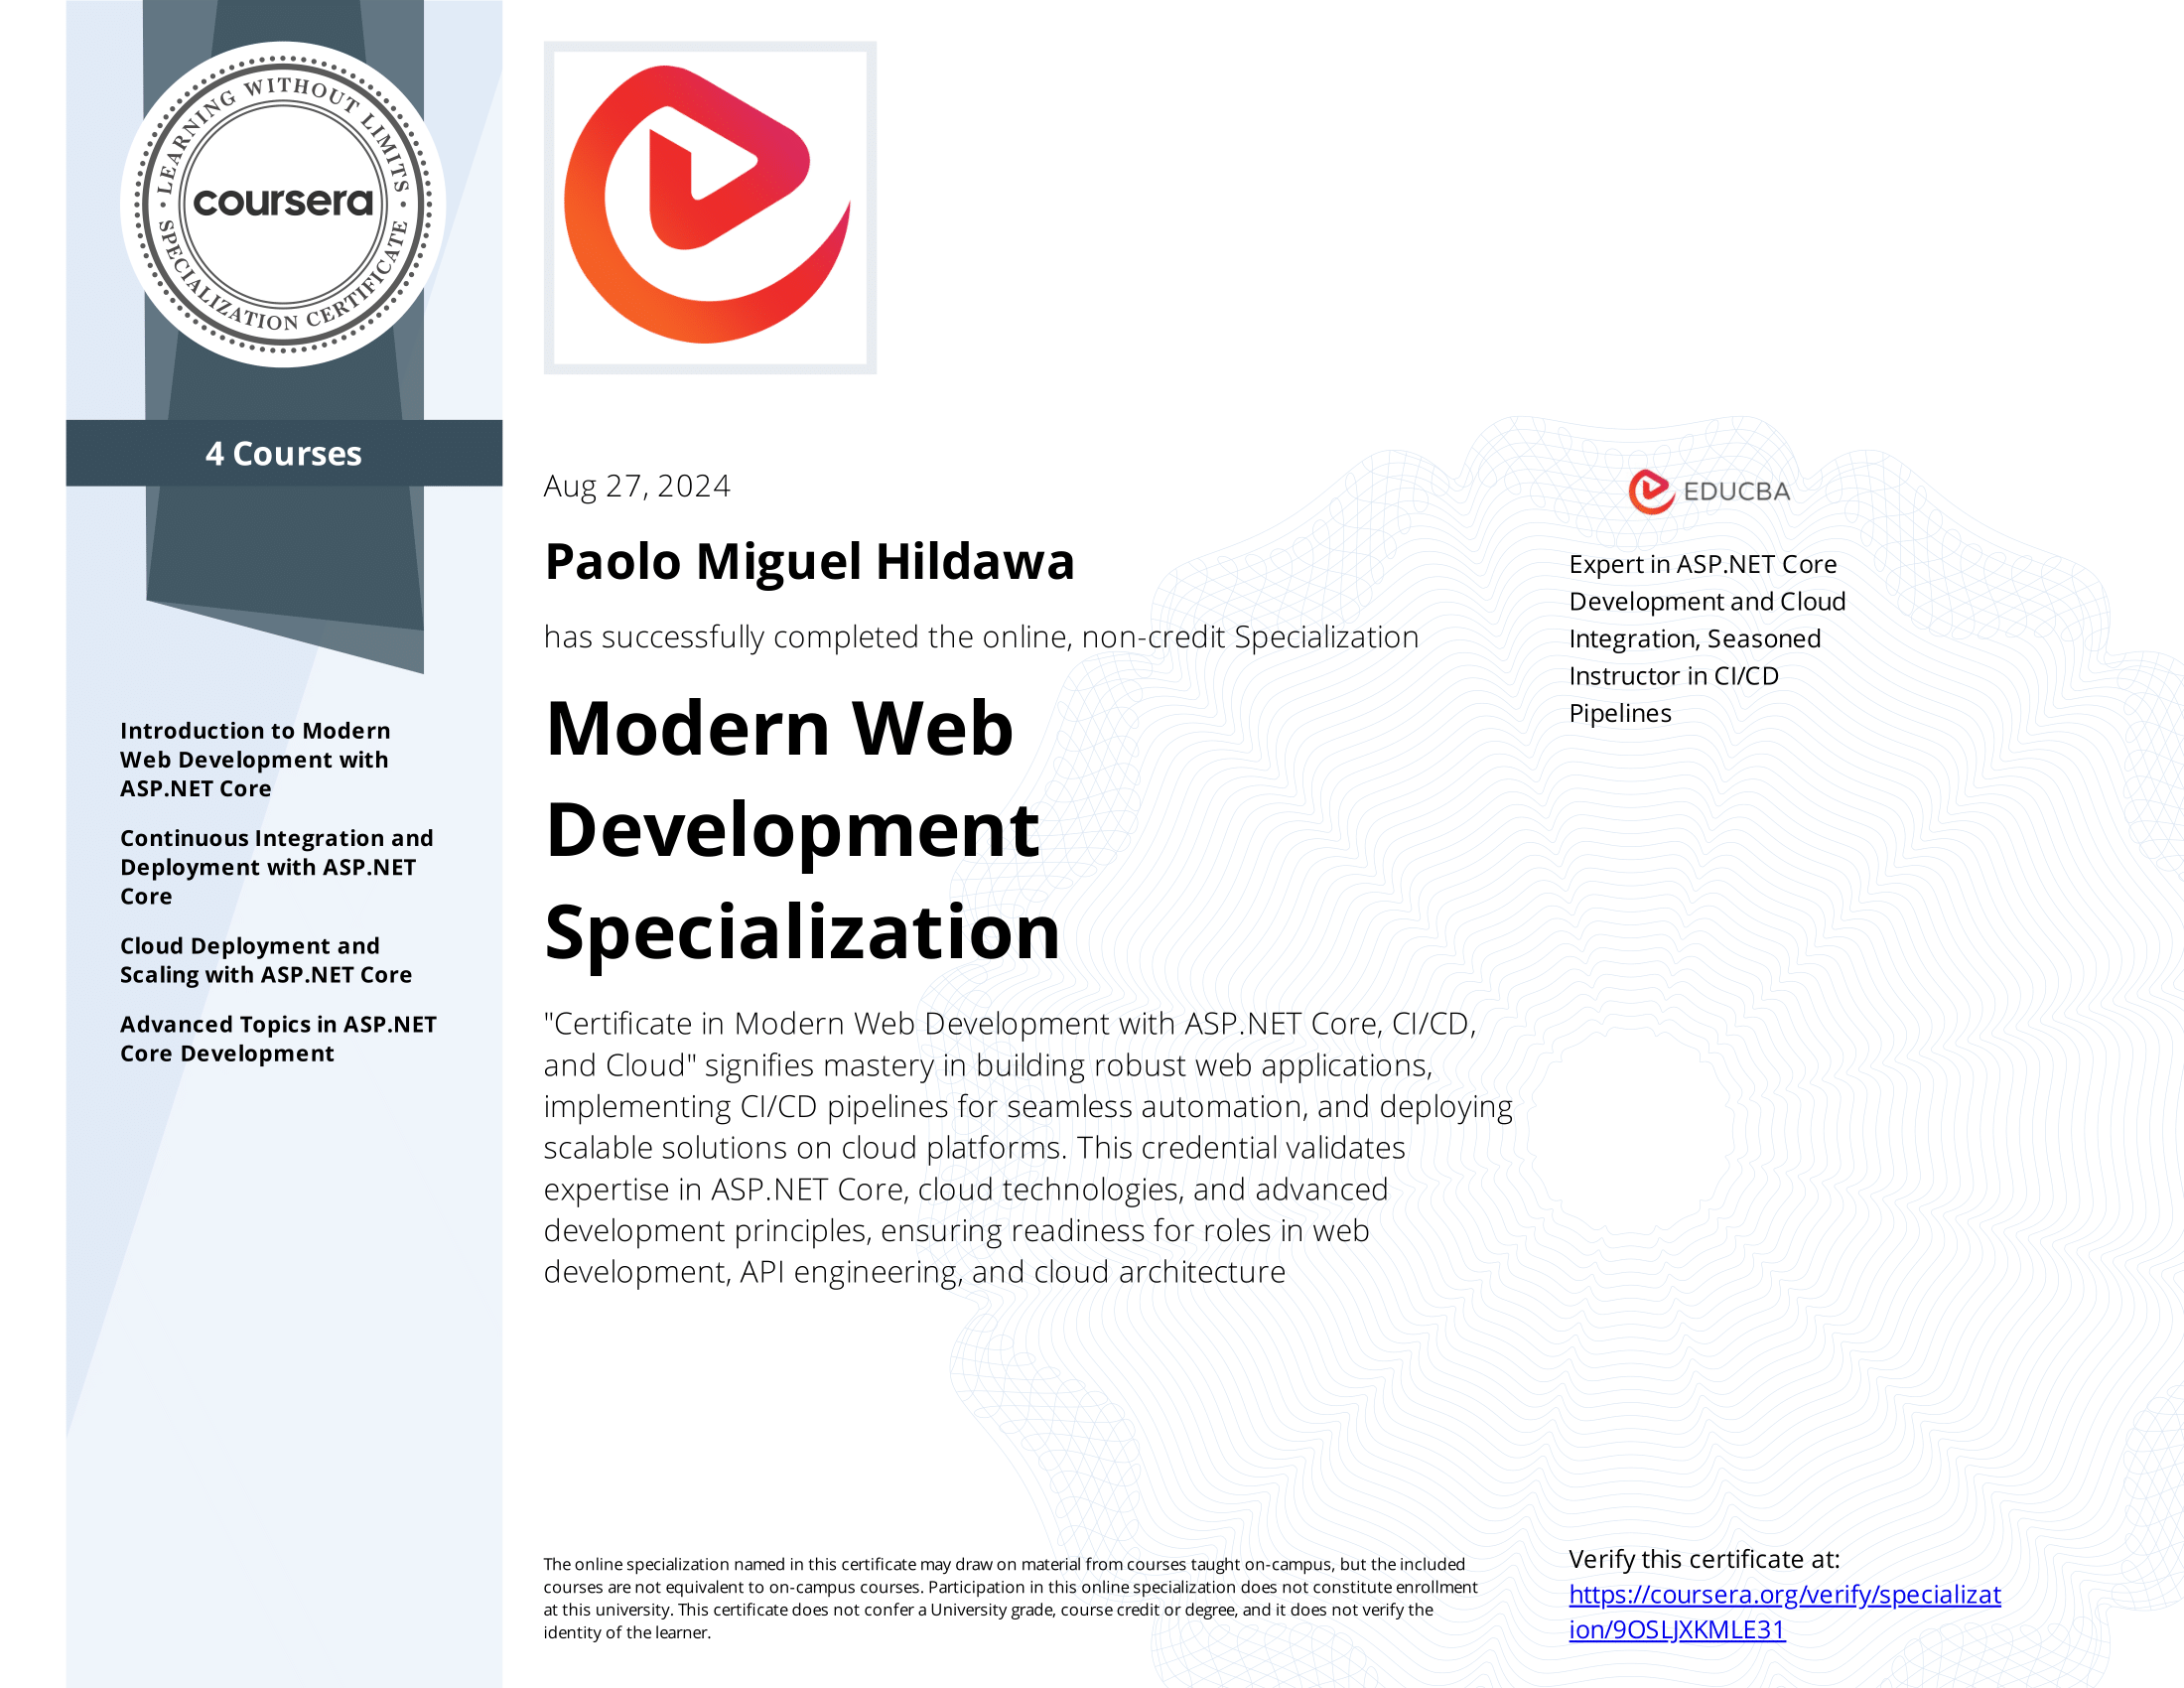 LEARNING WITHOUT LIMITS
coursera
SPECIALIZATION CERTIFICATE
4 Courses
Introduction to Modern
Web Development with
ASP.NET Core
Continuous Integration and
Deployment with ASP.NET
Core
Cloud Deployment and
Scaling with ASP.NET Core
Advanced Topics in ASP.NET
Core Development
Aug 27, 2024
Paolo Miguel Hildawa
has successfully completed the online, non-credit Specialization
Modern Web
Development
Specialization
"Certificate in Modern Web Development with ASP.NET Core, CI/CD,
and Cloud" signifies mastery in building robust web applications,
implementing CI/CD pipelines for seamless automation, and deploying
scalable solutions on cloud platforms. This credential validates
expertise in ASP.NET Core, cloud technologies, and advanced
development principles, ensuring readiness for roles in web
development, API engineering, and cloud architecture
EDUCBA
Expert in ASP.NET Core
Development and Cloud
Integration, Seasoned
Instructor in CI/CD
Pipelines
The online specialization named in this certificate may draw on material from courses taught on-campus, but the included
courses are not equivalent to on-campus courses. Participation in this online specialization does not constitute enrollment
at this university. This certificate does not confer a University grade, course credit or degree, and it does not verify the
identity of the learner.
Verify this certificate at:
https://coursera.org/verify/specializat
ion/9OSLJXKMLE31